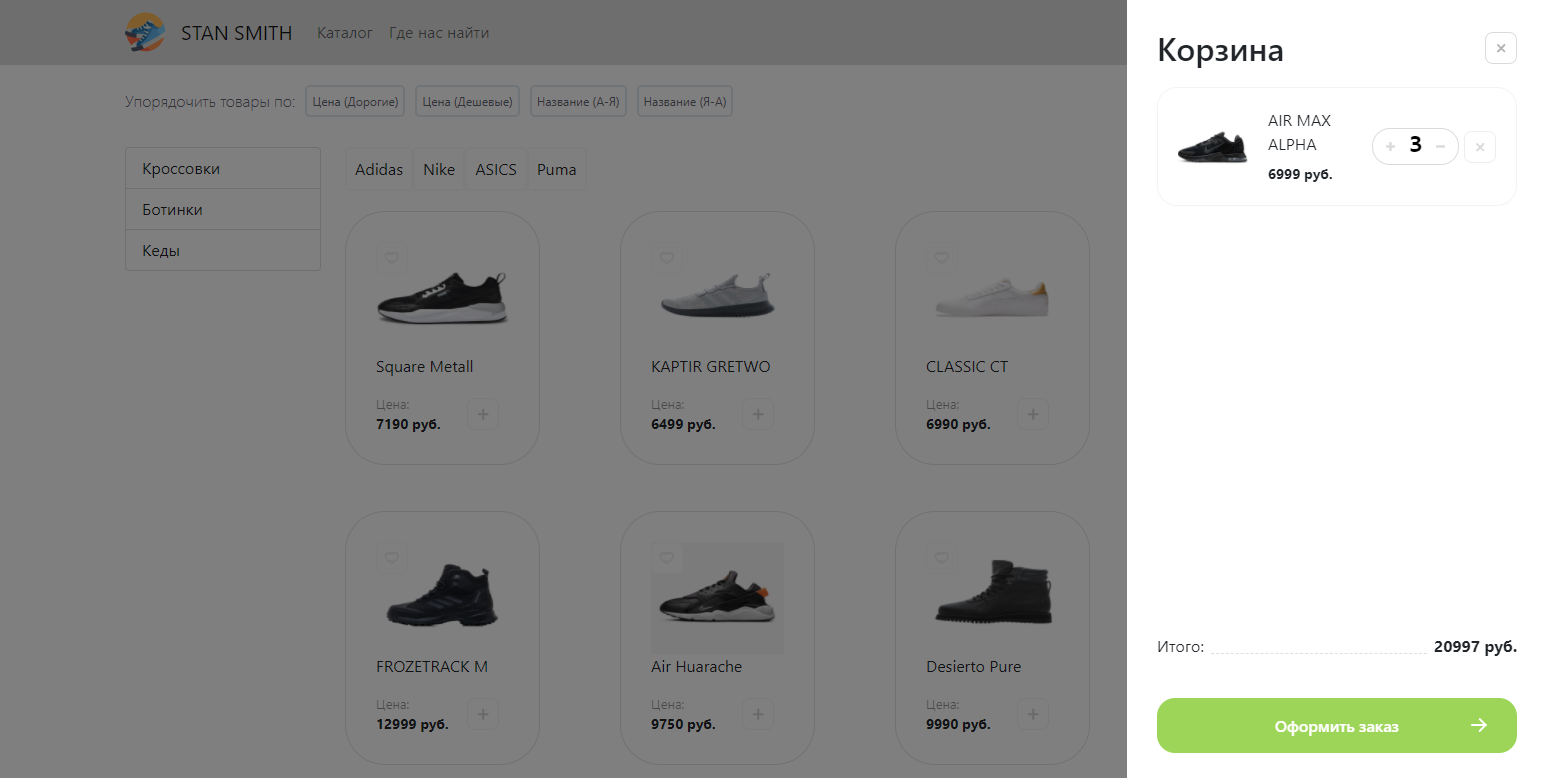 STAN SMITH Каталог Где нас найти
Упорядочить товары по: Цена (Дорогие) Цена (Дешевые) Название (А-Я) Название (Я-А)
Кроссовки
Ботинки
Кеды
Adidas Nike ASICS Puma
Square Metall
Цена:
7190 руб. +
KAPTIR GRETWO
Цена:
6499 руб. +
CLASSIC CT
Цена:
6990 руб. +
FROZETRACK M
Цена:
12999 руб. +
Air Huarache
Цена:
9750 руб. +
Desierto Pure
Цена:
9990 руб. +
Корзина ×
AIR MAX
ALPHA
6999 руб.
+ 3 − ×
Итого: 20997 руб.
Оформить заказ →